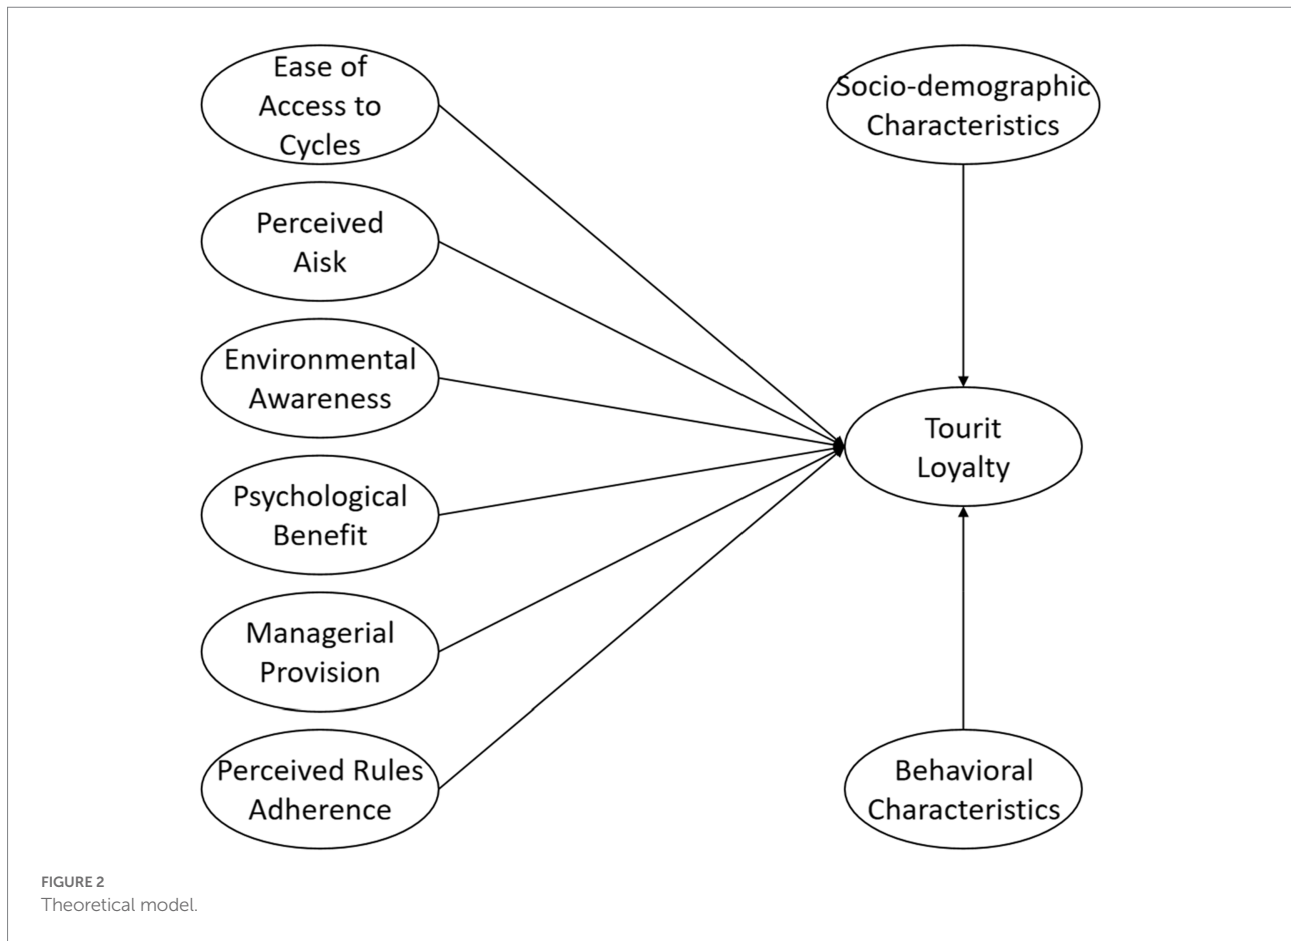 Ease of
Access to
Cycles
Perceived
Aisk
Environmental
Awareness
Psychological
Benefit
Managerial
Provision
Perceived Rules
Adherence
Socio-demographic
Characteristics
Tourit
Loyalty
Behavioral
Characteristics
FIGURE 2
Theoretical model.